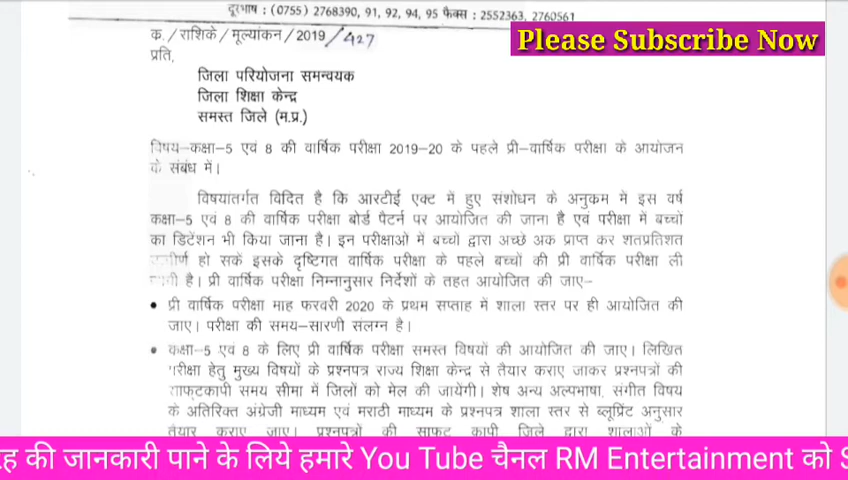 दूरभाष : (0755) 2768390, 91, 92, 94, 95 फैक्स : 2552363, 2760561
क. / राशिके / मूल्यांकन / 2019 / 427
Please Subscribe Now
प्रति,
जिला परियोजना समन्वयक
जिला शिक्षा केन्द्र
समस्त जिले (म.प्र.)
विषय–कक्षा–5 एवं 8 की वार्षिक परीक्षा 2019–20 के पहले प्री–वार्षिक परीक्षा के आयोजन
के संबंध में।
विषयांतर्गत विदित है कि आरटीई एक्ट में हुए संशोधन के अनुकम में इस वर्ष
कक्षा–5 एवं 8 की वार्षिक परीक्षा बोर्ड पैटर्न पर आयोजित की जाना है एवं परीक्षा में बच्चों
का डिटेंशन भी किया जाना है। इन परीक्षाओं में बच्चों द्वारा अच्छे अक प्राप्त कर शतप्रतिशत
हो सकें इसके दृष्टिगत वार्षिक परीक्षा के पहले बच्चों की प्री वार्षिक परीक्षा ली
है। प्री वार्षिक परीक्षा निम्नानुसार निर्देशों के तहत आयोजित की जाए–
• प्री वार्षिक परीक्षा माह फरवरी 2020 के प्रथम सप्ताह में शाला स्तर पर ही आयोजित की
जाए। परीक्षा की समय–सारणी संलग्न है।
• कक्षा–5 एवं 8 के लिए प्री वार्षिक परीक्षा समस्त विषयों की आयोजित की जाए। लिखित
परीक्षा हेतु मुख्य विषयों के प्रश्नपत्र राज्य शिक्षा केन्द्र से तैयार कराए जाकर प्रश्नपत्रों की
साफ्टकापी समय सीमा में जिलों को मेल की जायेंगी। शेष अन्य अल्पभाषा, संगीत विषय
के अतिरिक्त अंग्रेजी माध्यम एवं मराठी माध्यम के प्रश्नपत्र शाला स्तर से ब्लूप्रिंट अनुसार
तैयार कराए जाए। प्रश्नपत्रों की साफ्ट कापी जिले द्वारा शालाओं के
की जानकारी पाने के लिये हमारे You Tube चैनल RM Entertainment को S